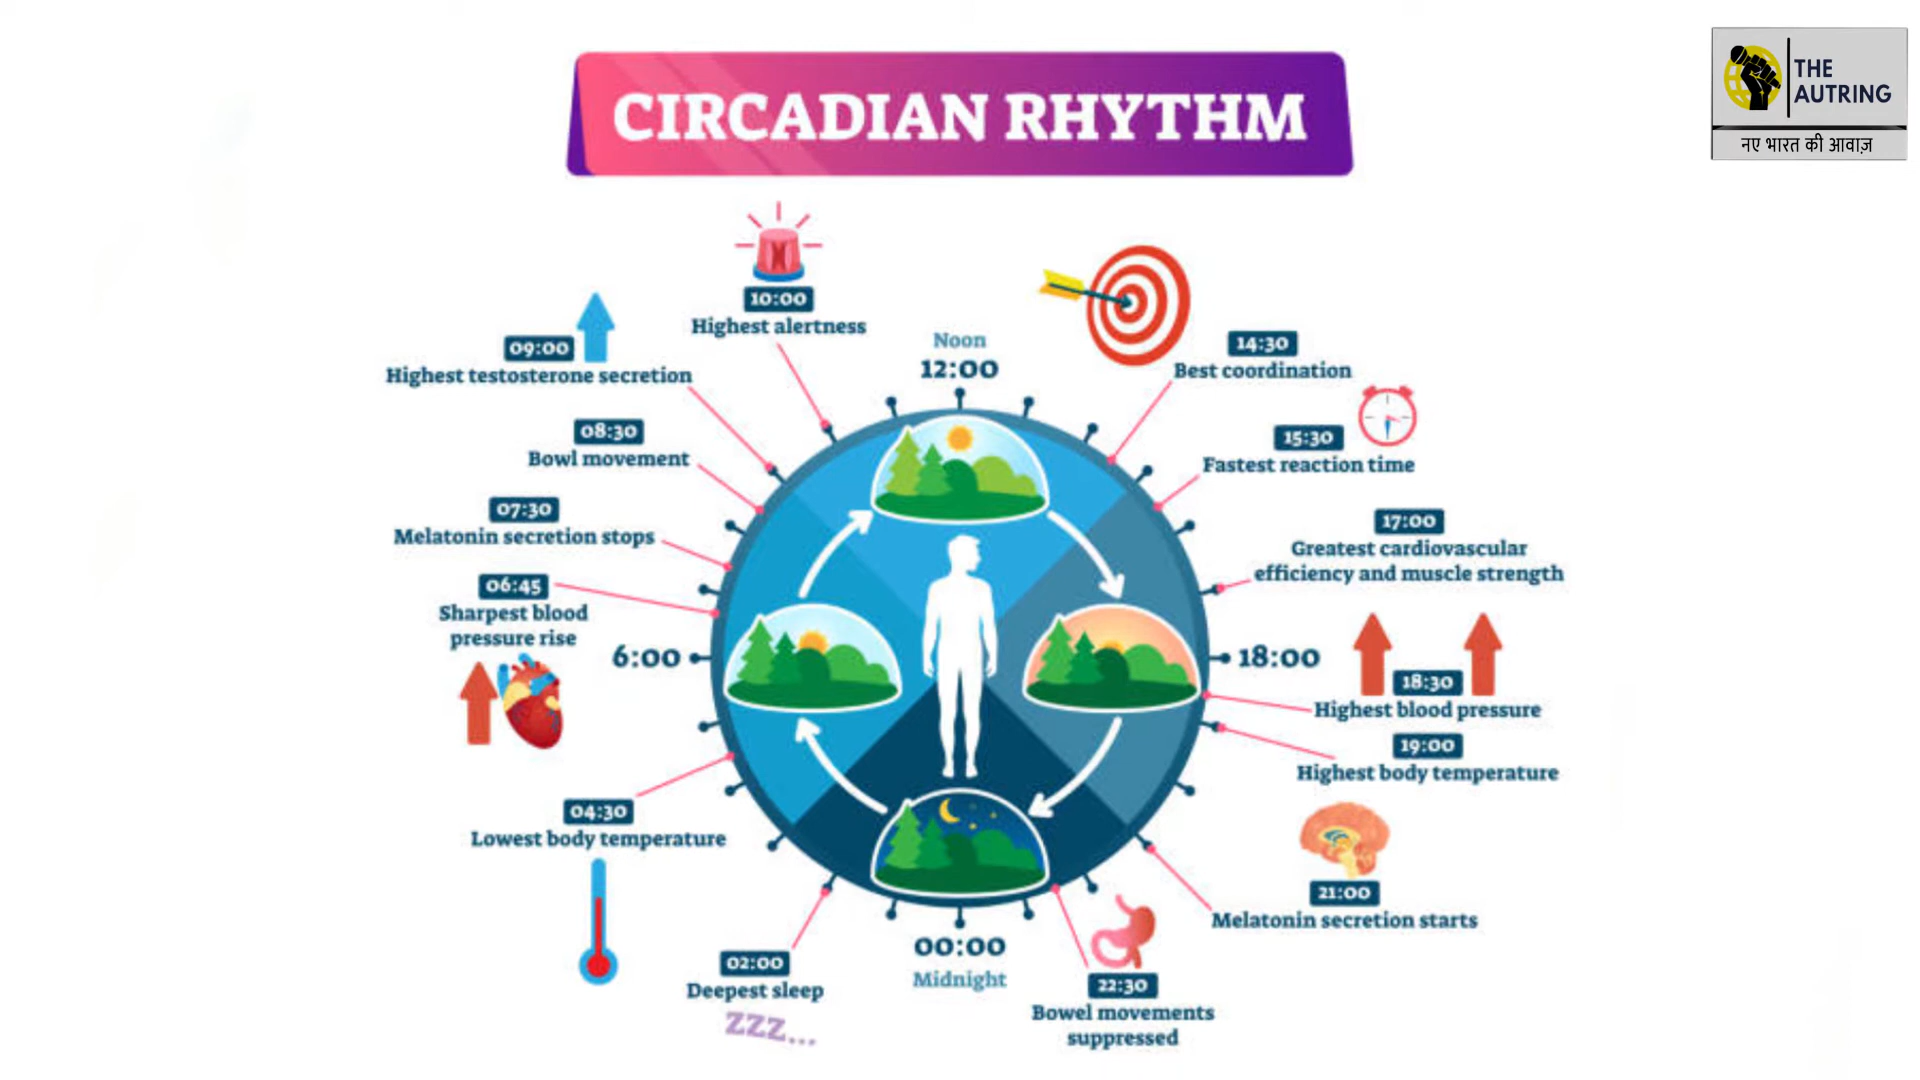 CIRCADIAN RHYTHM
THE
AUTRING
नए भारत की आवाज़
10:00
Highest alertness
09:00
Highest testosterone secretion
08:30
Bowl movement
07:30
Melatonin secretion stops
06:45
Sharpest blood
pressure rise
6:00
04:30
Lowest body temperature
02:00
Deepest sleep
zzz...
Noon
12:00
14:30
Best coordination
15:30
Fastest reaction time
17:00
Greatest cardiovascular
efficiency and muscle strength
18:00
18:30
Highest blood pressure
19:00
Highest body temperature
21:00
Melatonin secretion starts
22:30
Bowel movements
suppressed
00:00
Midnight